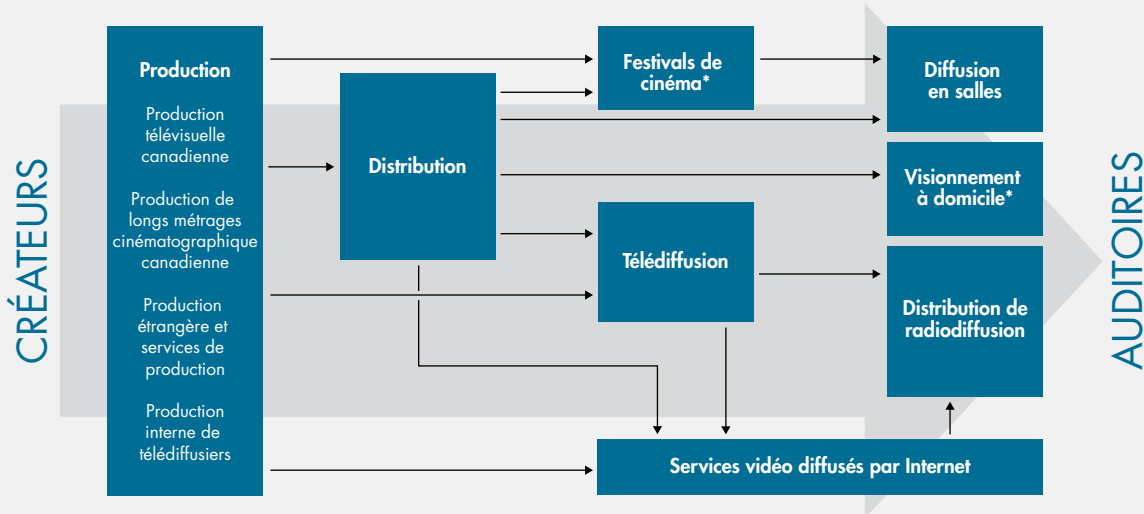 CRÉATEURS
Production
Production
télévisuelle
canadienne
Production de
longs métrages
cinématographique
canadienne
Production
étrangère et
services de
production
Production
interne de
télédiffusiers
Distribution
Festivals de
cinéma*
Télédiffusion
Services vidéo diffusés par Internet
Diffusion
en salles
Visionnement
à domicile*
Distribution de
radiodiffusion
AUDITOIRES